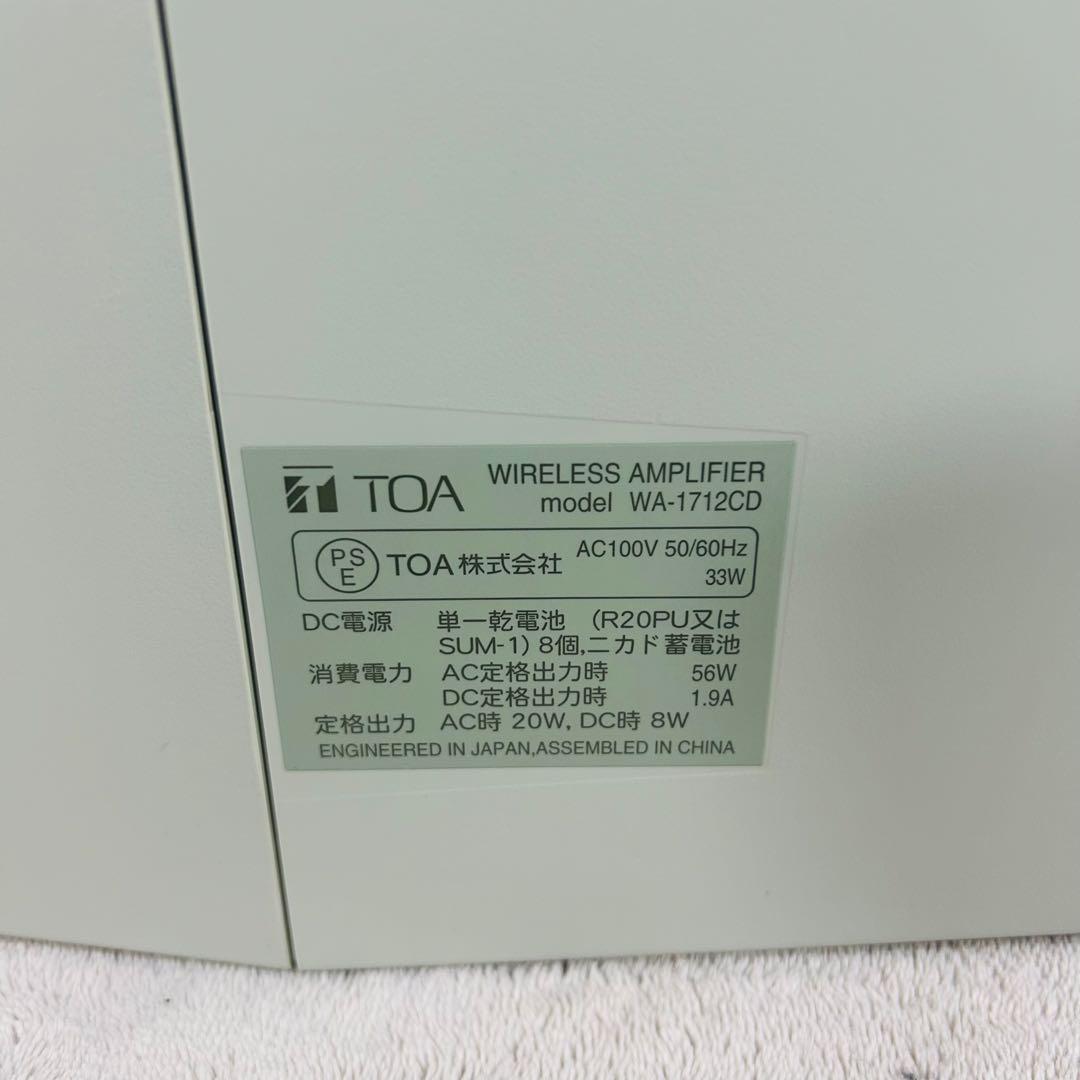 TOA WIRELESS AMPLIFIER
model WA-1712CD
PSE TOA株式会社 AC100V 50/60Hz
33W
DC電源 単一乾電池 (R20PU又は
SUM-1) 8個,ニカド蓄電池
消費電力 AC定格出力時 56W
DC定格出力時 1.9A
定格出力 AC時 20W, DC時 8W
ENGINEERED IN JAPAN,ASSEMBLED IN CHINA